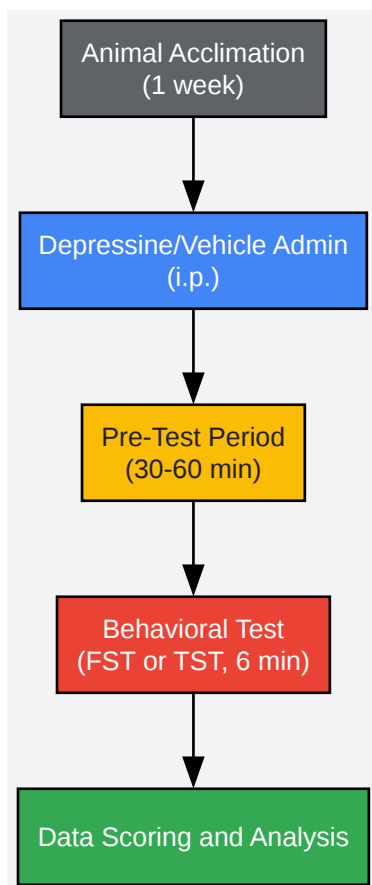 Animal Acclimation
(1 week)
Depressine/Vehicle Admin
(i.p.)
Pre-Test Period
(30-60 min)
Behavioral Test
(FST or TST, 6 min)
Data Scoring and Analysis